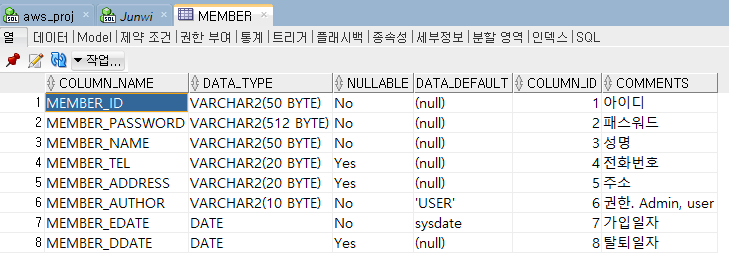 SQL aws_proj × SQL Junwi × MEMBER ×
열 데이터 | Model | 제약 조건 | 권한 부여 | 통계 | 트리거 | 플래시백 | 종속성 | 세부정보 | 분할 영역 | 인덱스 | SQL
작업...
COLUMN_NAME DATA_TYPE NULLABLE DATA_DEFAULT COLUMN_ID COMMENTS
1 MEMBER_ID VARCHAR2(50 BYTE) No (null) 1 아이디
2 MEMBER_PASSWORD VARCHAR2(512 BYTE) No (null) 2 패스워드
3 MEMBER_NAME VARCHAR2(50 BYTE) No (null) 3 성명
4 MEMBER_TEL VARCHAR2(20 BYTE) Yes (null) 4 전화번호
5 MEMBER_ADDRESS VARCHAR2(20 BYTE) Yes (null) 5 주소
6 MEMBER_AUTHOR VARCHAR2(10 BYTE) No 'USER' 6 권한. Admin, user
7 MEMBER_EDATE DATE No sysdate 7 가입일자
8 MEMBER_DDATE DATE Yes (null) 8 탈퇴일자